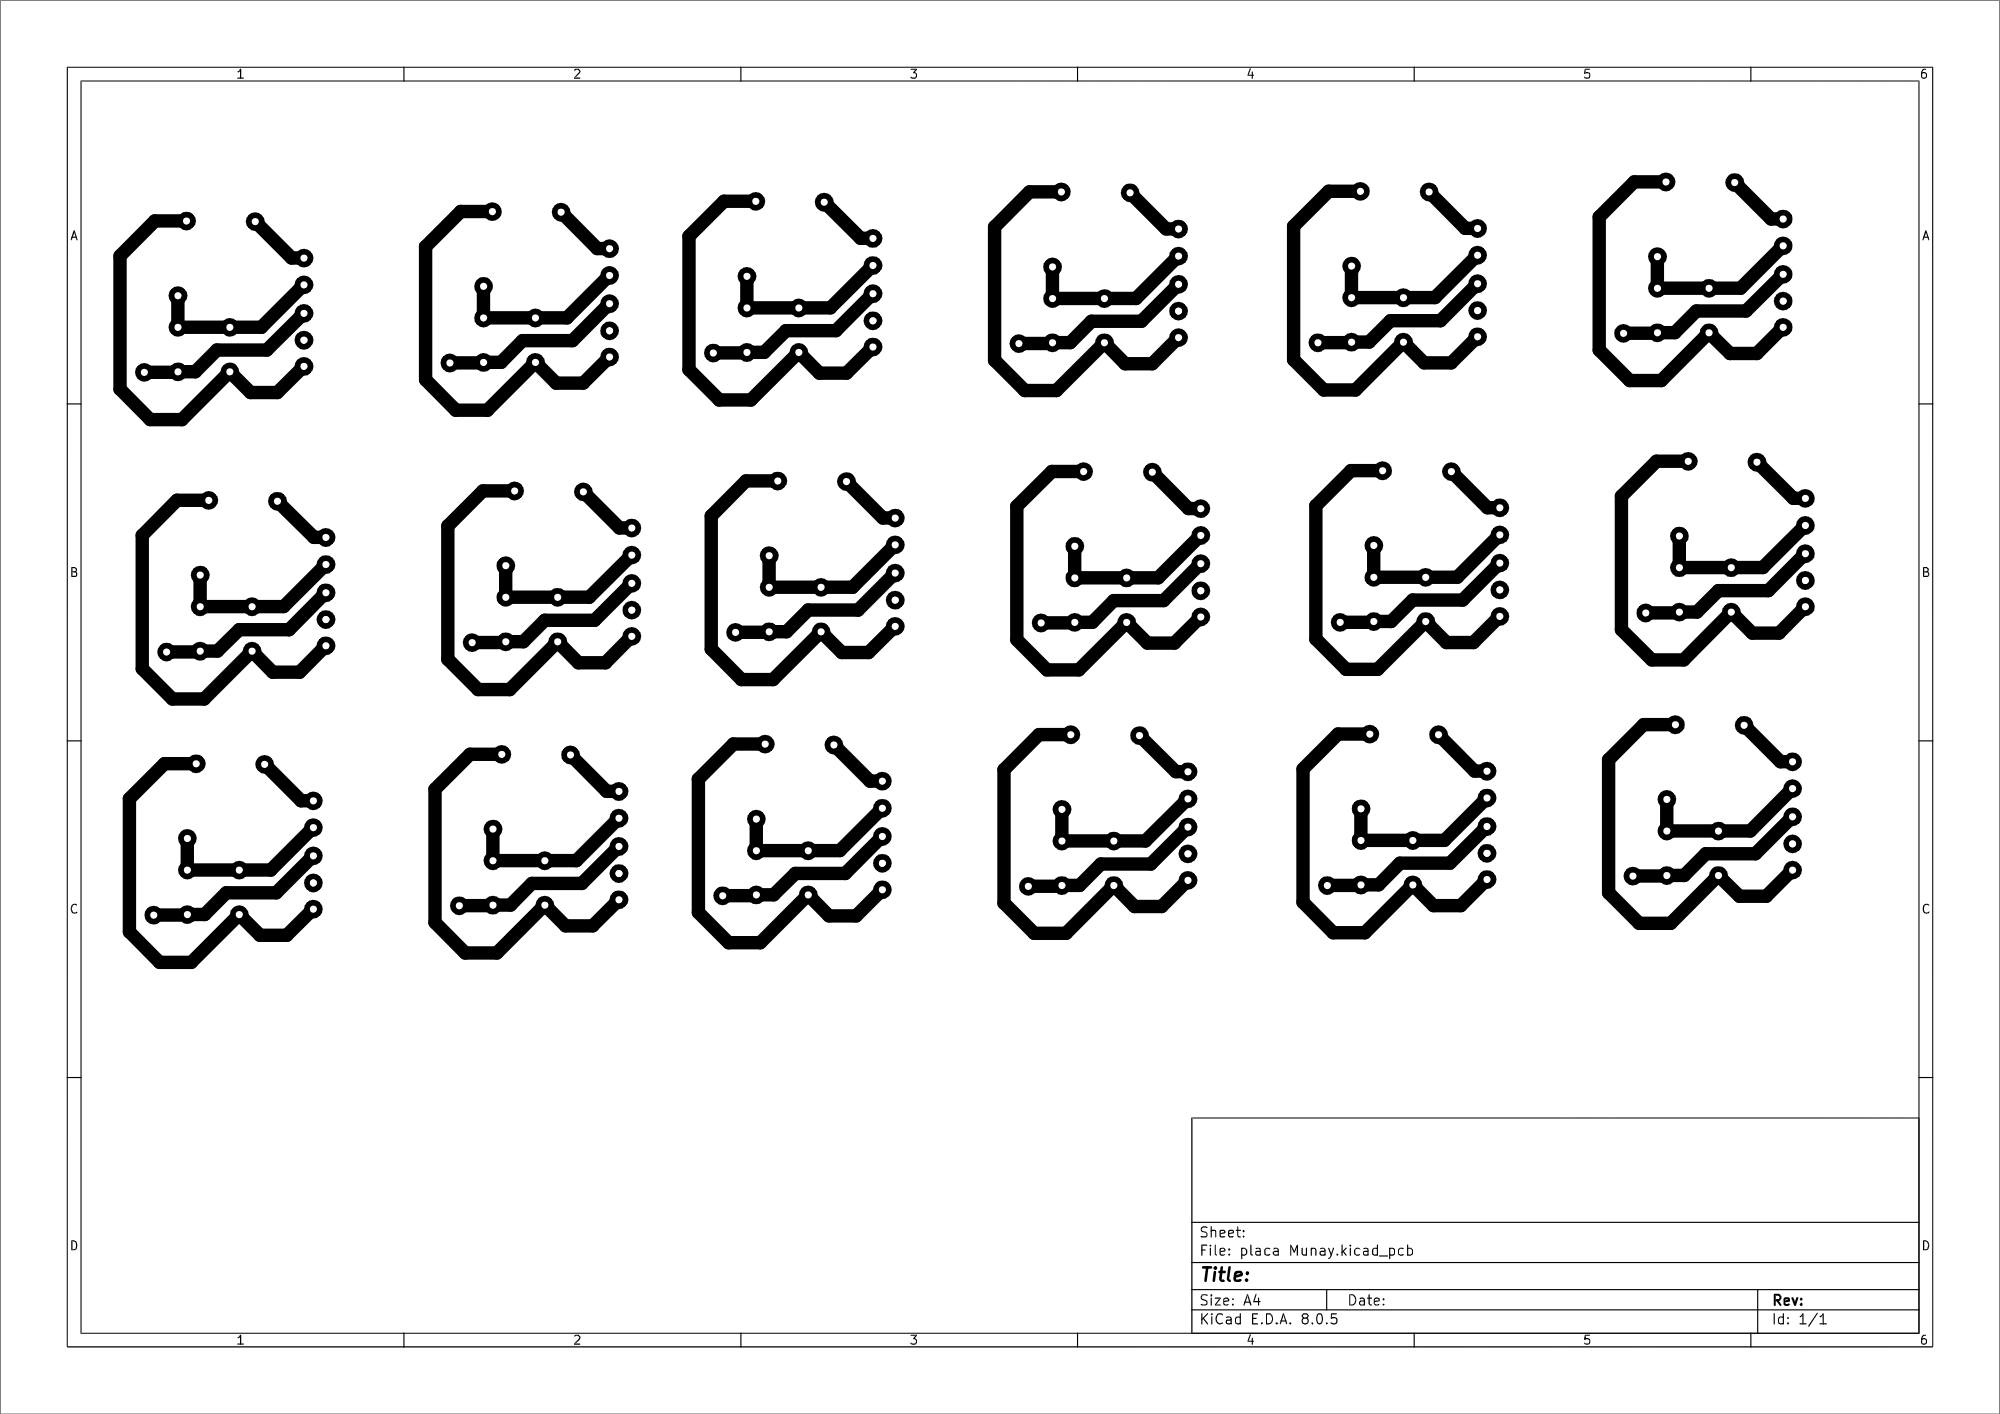 1 2 3 4 5 6
A A
B B
C C
D D
Sheet:
File: placa Munay.kicad_pcb
Title:
Size: A4 Date: Rev:
KiCad E.D.A. 8.0.5 Id: 1/1
1 2 3 4 5 6